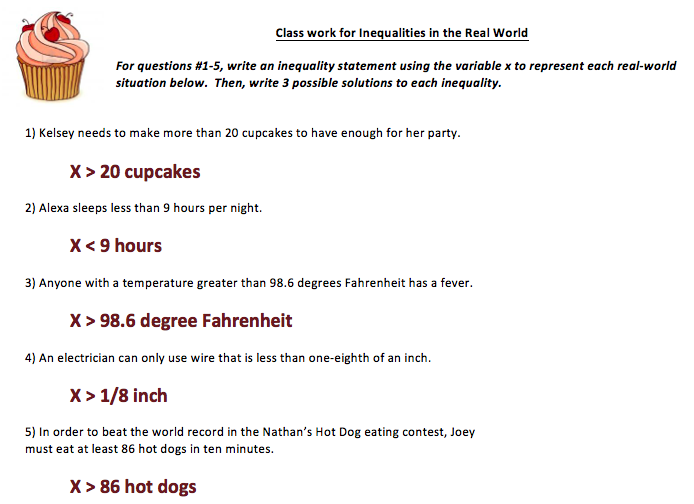 Class work for Inequalities in the Real World
For questions #1-5, write an inequality statement using the variable x to represent each real-world
situation below. Then, write 3 possible solutions to each inequality.
1) Kelsey needs to make more than 20 cupcakes to have enough for her party.
X > 20 cupcakes
2) Alexa sleeps less than 9 hours per night.
X < 9 hours
3) Anyone with a temperature greater than 98.6 degrees Fahrenheit has a fever.
X > 98.6 degree Fahrenheit
4) An electrician can only use wire that is less than one-eighth of an inch.
X > 1/8 inch
5) In order to beat the world record in the Nathan’s Hot Dog eating contest, Joey
must eat at least 86 hot dogs in ten minutes.
X > 86 hot dogs